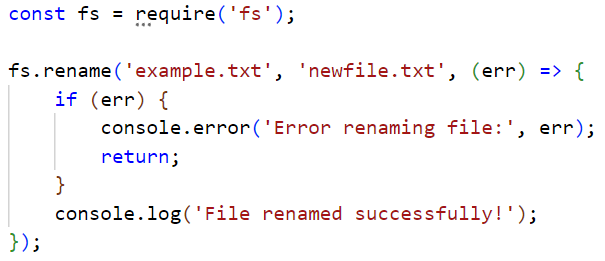 const fs = require('fs');
fs.rename('example.txt', 'newfile.txt', (err) => {
    if (err) {
        console.error('Error renaming file:', err);
        return;
    }
    console.log('File renamed successfully!');
});